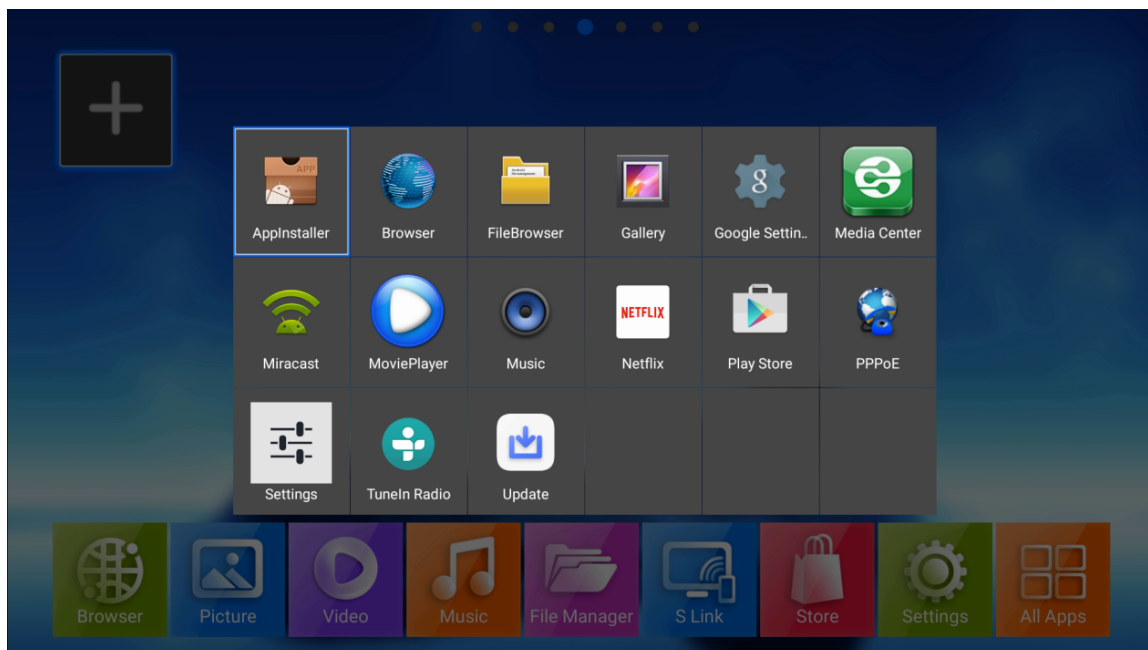 APP
AppInstaller
Browser
FileBrowser
Gallery
g
Google Settin..
Media Center
Miracast
MoviePlayer
Music
NETFLIX
Netflix
Play Store
PPPoE
Settings
TuneIn Radio
Update
Browser
Picture
Video
Music
File Manager
S Link
Store
Settings
All Apps